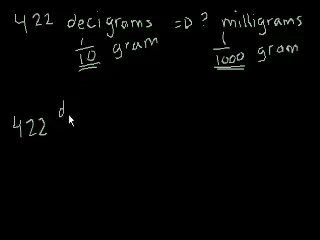 422 decigrams => ? milligrams
1/10 gram 1/1000 gram
422 d